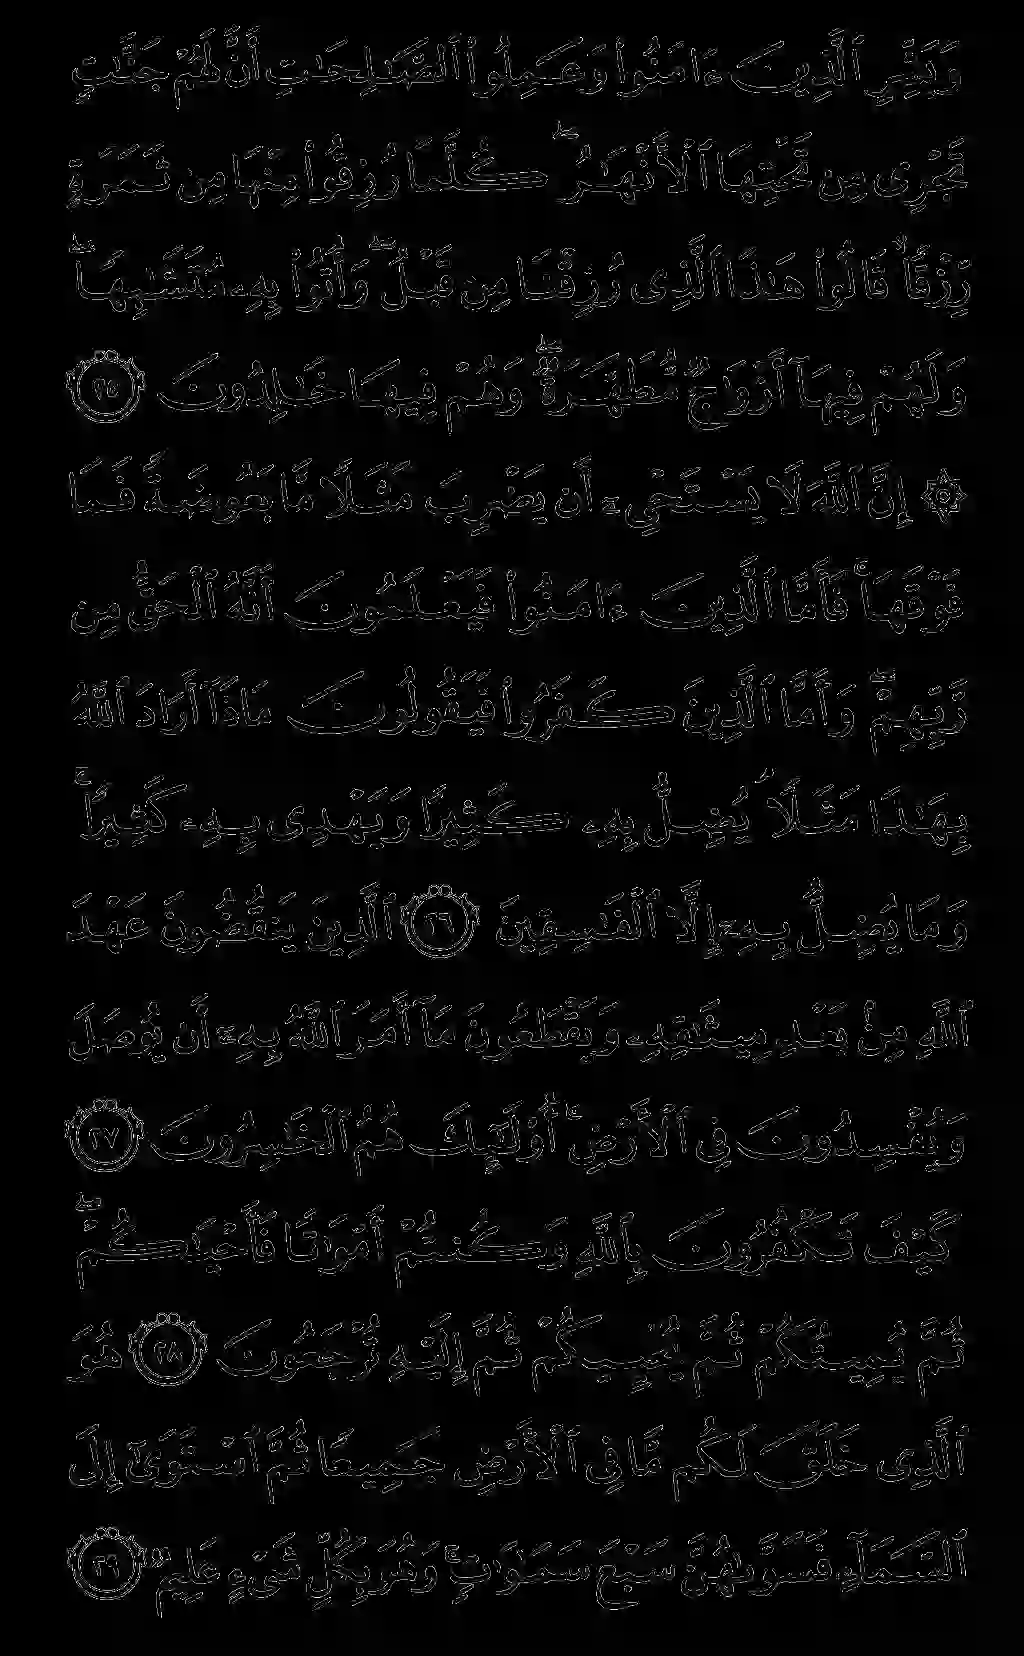 وَبَشِّرِ ٱلَّذِينَ ءَامَنُوا۟ وَعَمِلُوا۟ ٱلصَّـٰلِحَـٰتِ أَنَّ لَهُمْ جَنَّـٰتٍ
تَجْرِى مِن تَحْتِهَا ٱلْأَنْهَـٰرُ ۖ كُلَّمَا رُزِقُوا۟ مِنْهَا مِن ثَمَرَةٍ
رِّزْقًا ۙ قَالُوا۟ هَـٰذَا ٱلَّذِى رُزِقْنَا مِن قَبْلُ ۖ وَأُتُوا۟ بِهِۦ مُتَشَـٰبِهًا ۖ
وَلَهُمْ فِيهَآ أَزْوَٰجٌ مُّطَهَّرَةٌ ۖ وَهُمْ فِيهَا خَـٰلِدُونَ ٢٥
۞ إِنَّ ٱللَّهَ لَا يَسْتَحْىِۦٓ أَن يَضْرِبَ مَثَلًا مَّا بَعُوضَةً فَمَا
فَوْقَهَا ۚ فَأَمَّا ٱلَّذِينَ ءَامَنُوا۟ فَيَعْلَمُونَ أَنَّهُ ٱلْحَقُّ مِن
رَّبِّهِمْ ۖ وَأَمَّا ٱلَّذِينَ كَفَرُوا۟ فَيَقُولُونَ مَاذَآ أَرَادَ ٱللَّهُ
بِهَـٰذَا مَثَلًا ۘ يُضِلُّ بِهِۦ كَثِيرًا وَيَهْدِى بِهِۦ كَثِيرًا ۚ
وَمَا يُضِلُّ بِهِۦٓ إِلَّا ٱلْفَـٰسِقِينَ ٢٦ ٱلَّذِينَ يَنقُضُونَ عَهْدَ
ٱللَّهِ مِنۢ بَعْدِ مِيثَـٰقِهِۦ وَيَقْطَعُونَ مَآ أَمَرَ ٱللَّهُ بِهِۦٓ أَن يُوصَلَ
وَيُفْسِدُونَ فِى ٱلْأَرْضِ ۚ أُو۟لَـٰٓئِكَ هُمُ ٱلْخَـٰسِرُونَ ٢٧
كَيْفَ تَكْفُرُونَ بِٱللَّهِ وَكُنتُمْ أَمْوَٰتًا فَأَحْيَـٰكُمْ ۖ
ثُمَّ يُمِيتُكُمْ ثُمَّ يُحْيِيكُمْ ثُمَّ إِلَيْهِ تُرْجَعُونَ ٢٨ هُوَ
ٱلَّذِى خَلَقَ لَكُم مَّا فِى ٱلْأَرْضِ جَمِيعًا ثُمَّ ٱسْتَوَىٰٓ إِلَى
ٱلسَّمَآءِ فَسَوَّىٰهُنَّ سَبْعَ سَمَـٰوَٰتٍ ۚ وَهُوَ بِكُلِّ شَىْءٍ عَلِيمٌ ٢٩